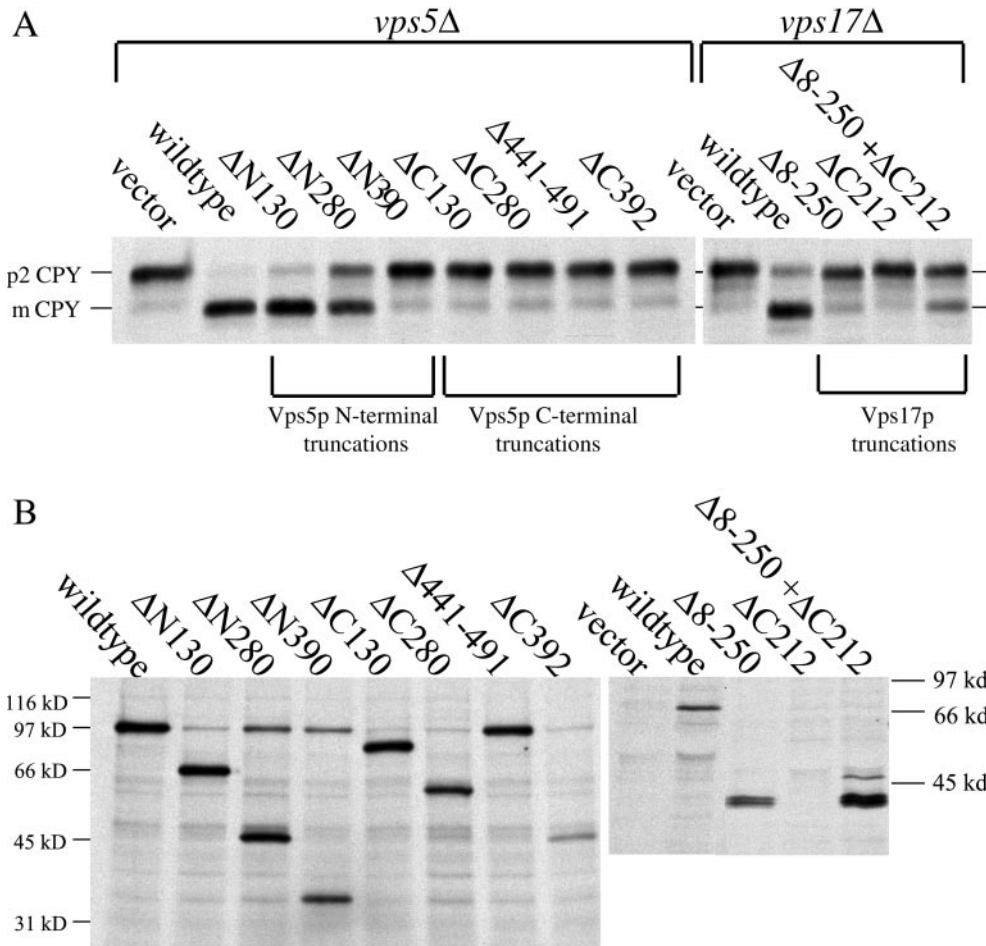 A
vps5Δ
vps17Δ
vector
wildtype
ΔN130
ΔN280
ΔN390
ΔC130
ΔC280
Δ441-491
ΔC392
vector
wildtype
Δ8-250
ΔC212
Δ8-250 +ΔC212
p2 CPY
m CPY
Vps5p N-terminal
truncations
Vps5p C-terminal
truncations
Vps17p
truncations
B
wildtype
ΔN130
ΔN280
ΔN390
ΔC130
ΔC280
Δ441-491
ΔC392
vector
wildtype
Δ8-250
ΔC212
Δ8-250 +ΔC212
116 kD
97 kD
66 kD
45 kD
31 kD
97 kd
66 kd
45 kd